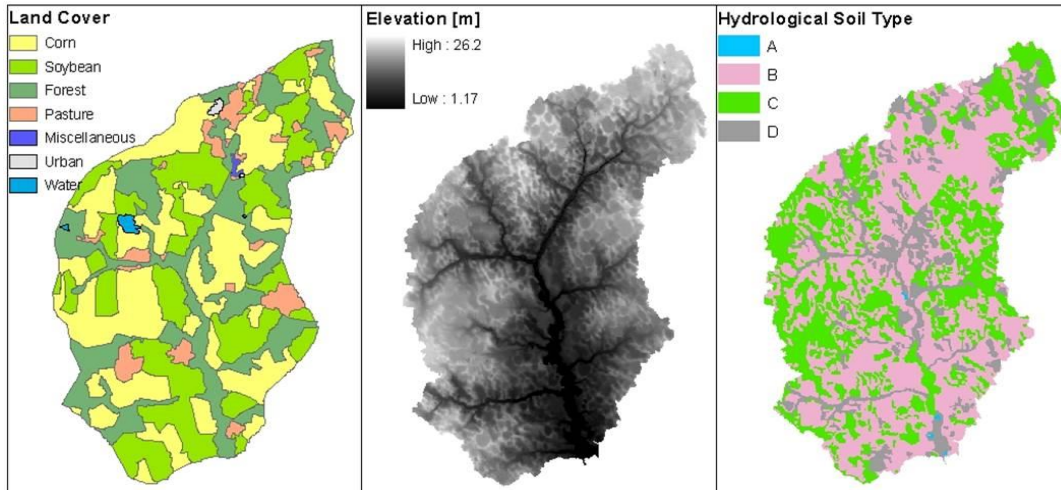 Land Cover
Corn
Soybean
Forest
Pasture
Miscellaneous
Urban
Water
Elevation [m]
High : 26.2
Low : 1.17
Hydrological Soil Type
A
B
C
D